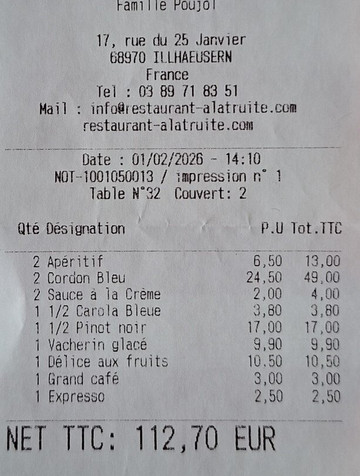 Famille Poujol
17, rue du 25 Janvier
68970 ILLHAEUSERN
France
Tel : 03 89 71 83 51
Mail : info@restaurant-alatruite.com
restaurant-alatruite.com
Date : 01/02/2026 - 14:10
NOT-1001050013 / impression n° 1
Table N°32 Couvert: 2
Qté Désignation P.U Tot.TTC
2 Apéritif 6,50 13,00
2 Cordon Bleu 24,50 49,00
2 Sauce à la Crème 2,00 4,00
1 1/2 Carola Bleue 3,80 3,80
1 1/2 Pinot noir 17,00 17,00
1 Vacherin glacé 9,90 9,90
1 Délice aux fruits 10,50 10,50
1 Grand café 3,00 3,00
1 Expresso 2,50 2,50
NET TTC: 112,70 EUR